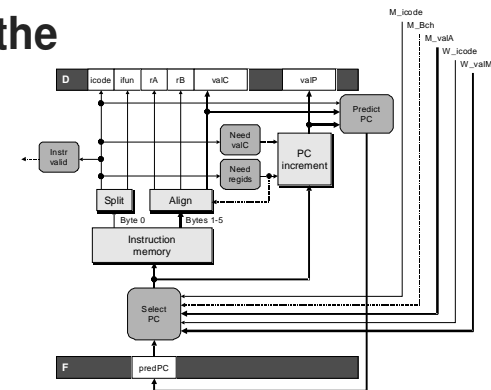 the
M_icode
M_Bch
M_valA
W_icode
W_valM
D icode ifun rA rB valC valP
Predict
PC
Need
valC
Instr
valid
PC
increment
Need
regids
Split
Align
Byte 0
Bytes 1-5
Instruction
memory
Select
PC
F predPC